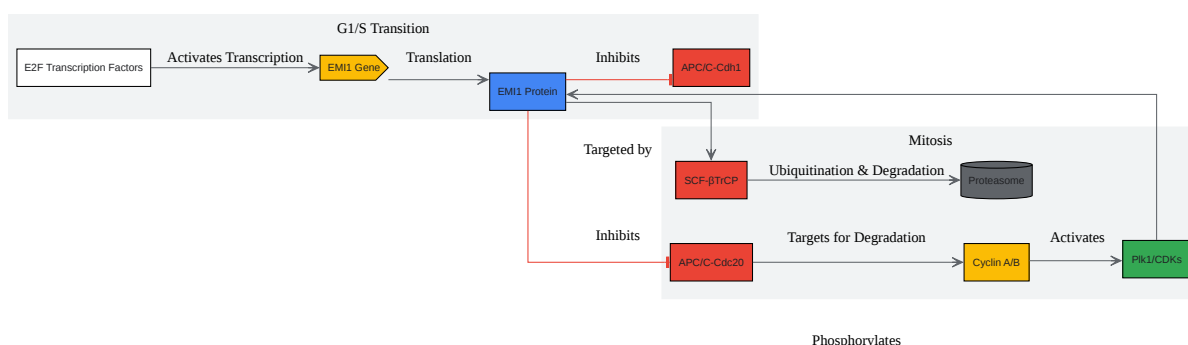 G1/S Transition
E2F Transcription Factors
Activates Transcription
EMI1 Gene
Translation
EMI1 Protein
Inhibits
APC/C-Cdh1
Mitosis
Targeted by
SCF-βTrCP
Ubiquitination & Degradation
Proteasome
Inhibits
APC/C-Cdc20
Targets for Degradation
Cyclin A/B
Activates
Plk1/CDKs
Phosphorylates